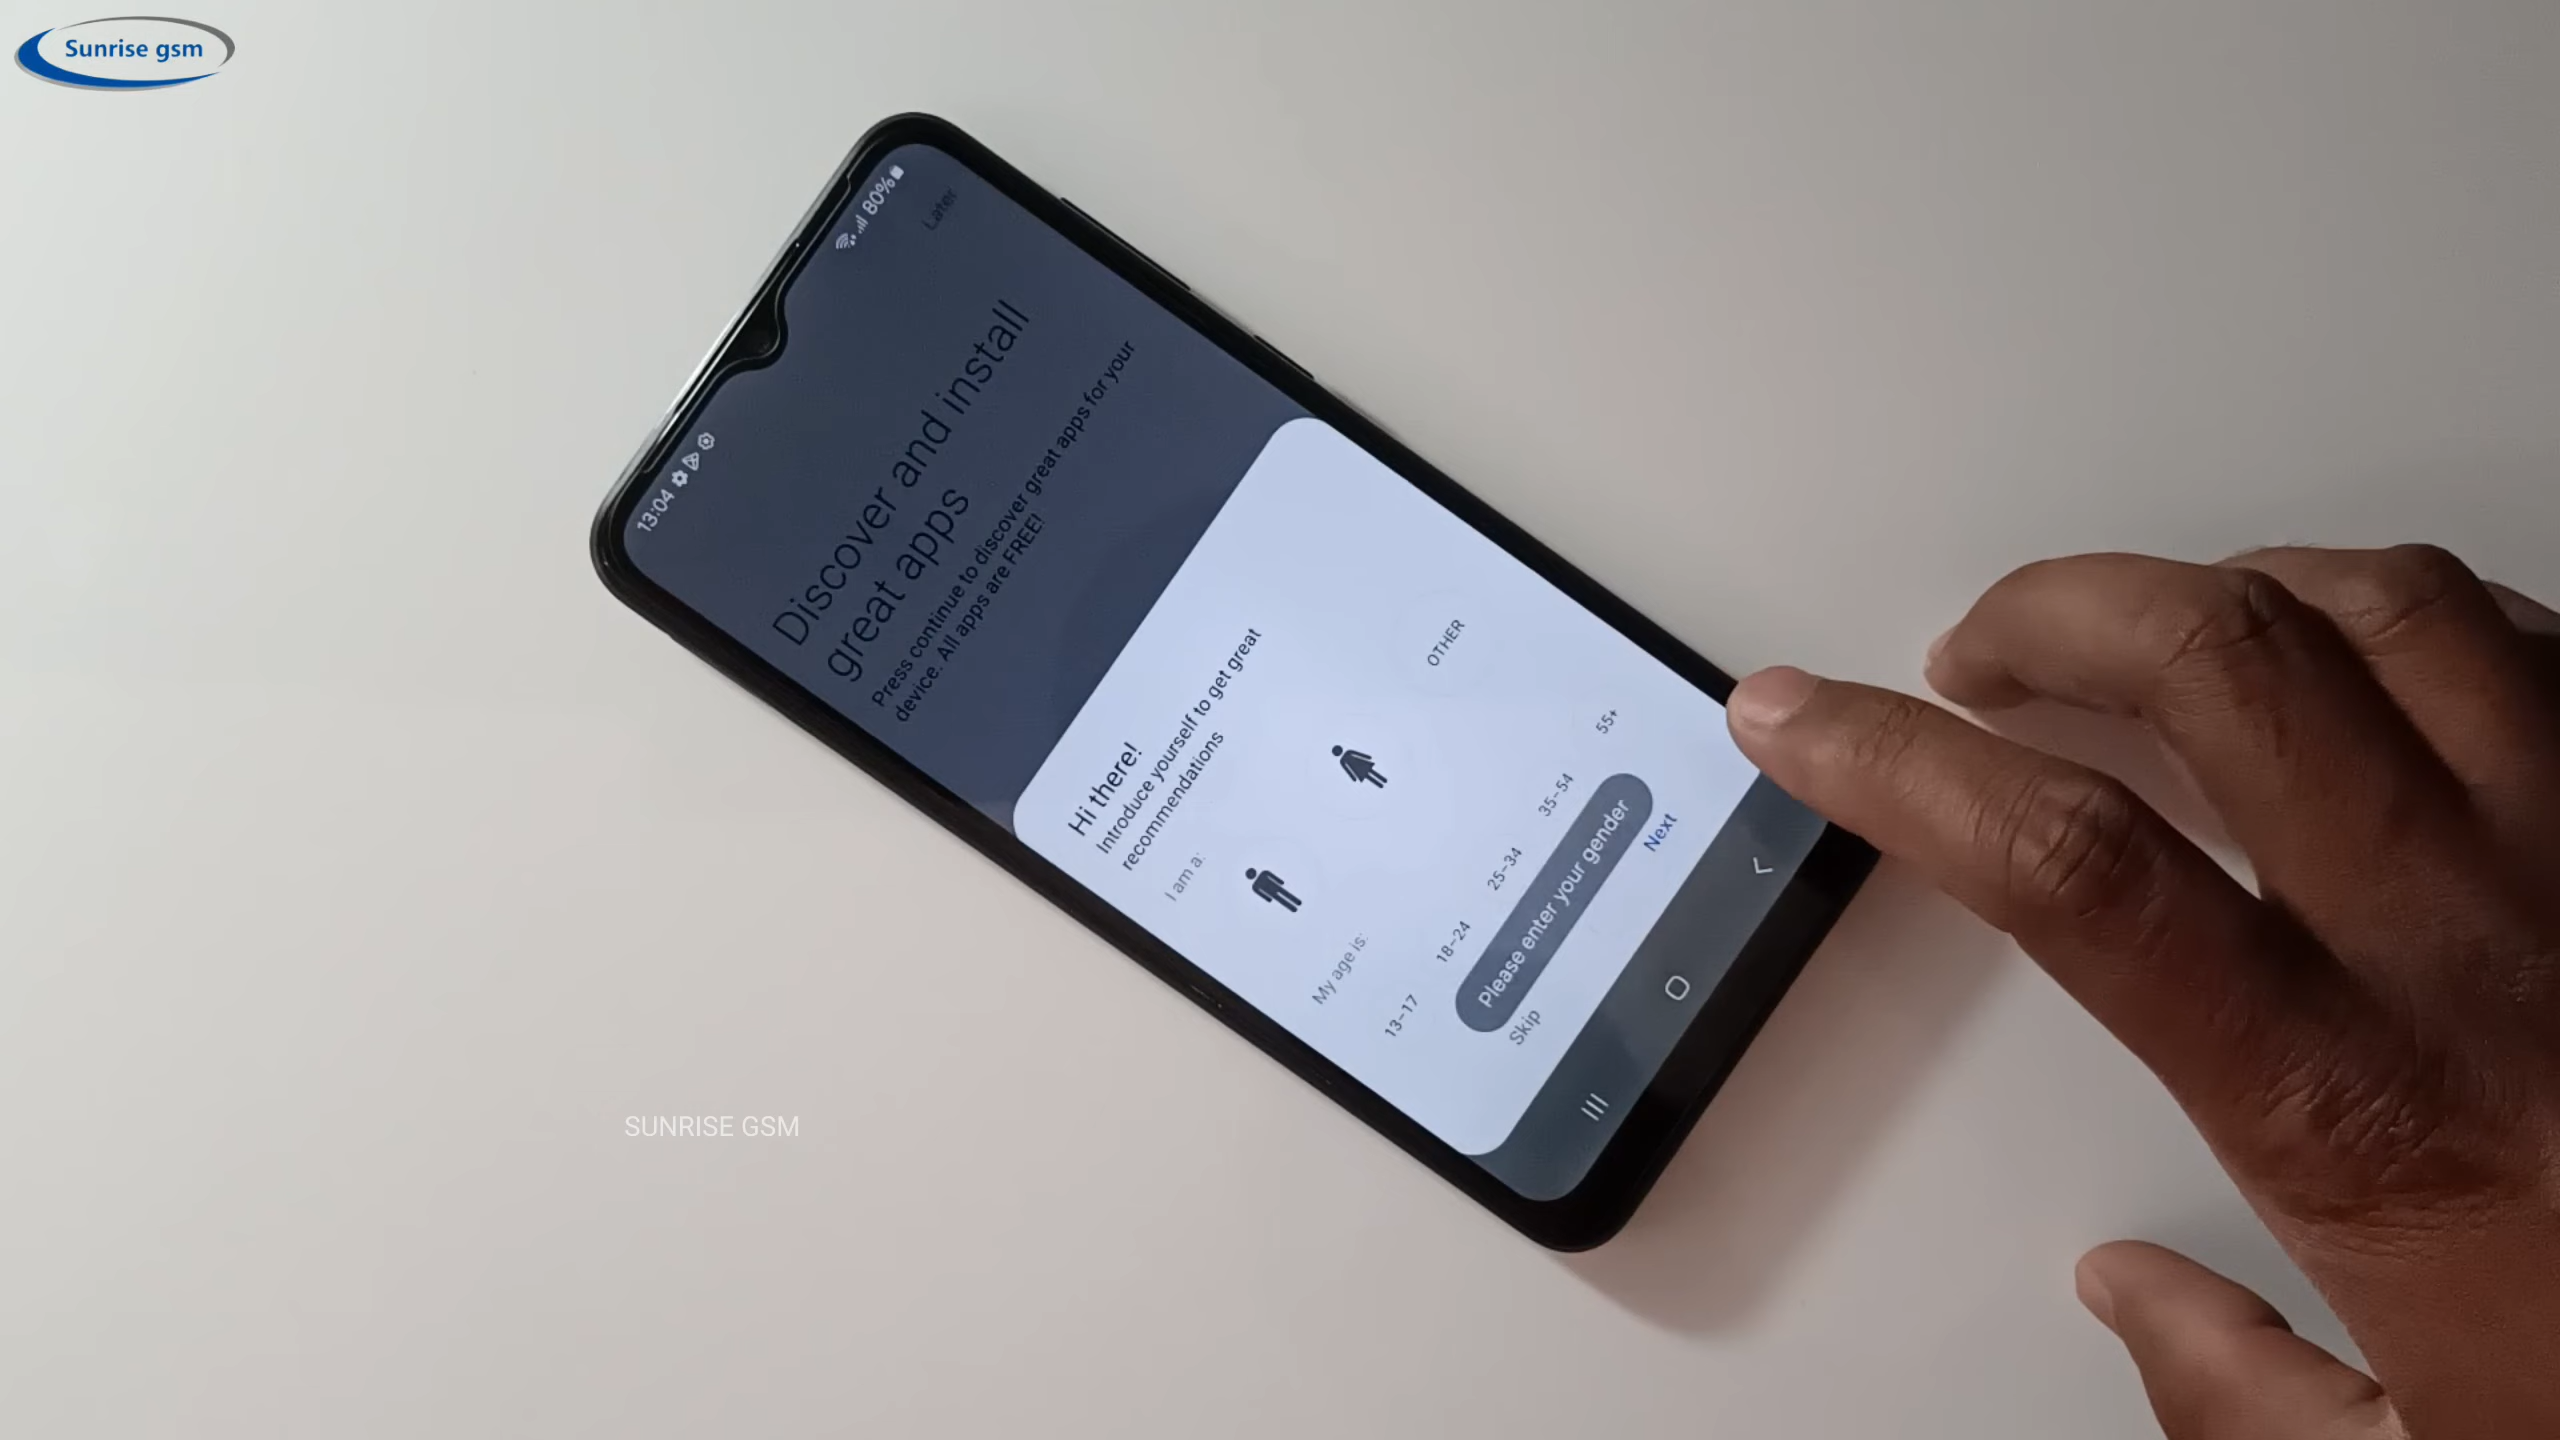 Sunrise gsm
13:04
80%
Later
Discover and install
great apps
Press continue to discover great apps for your
device. All apps are FREE!
Hi there!
Introduce yourself to get great
recommendations
I am a:
OTHER
My age is:
13-17
18-24
25-34
35-54
55+
Please enter your gender
Skip
Next
SUNRISE GSM